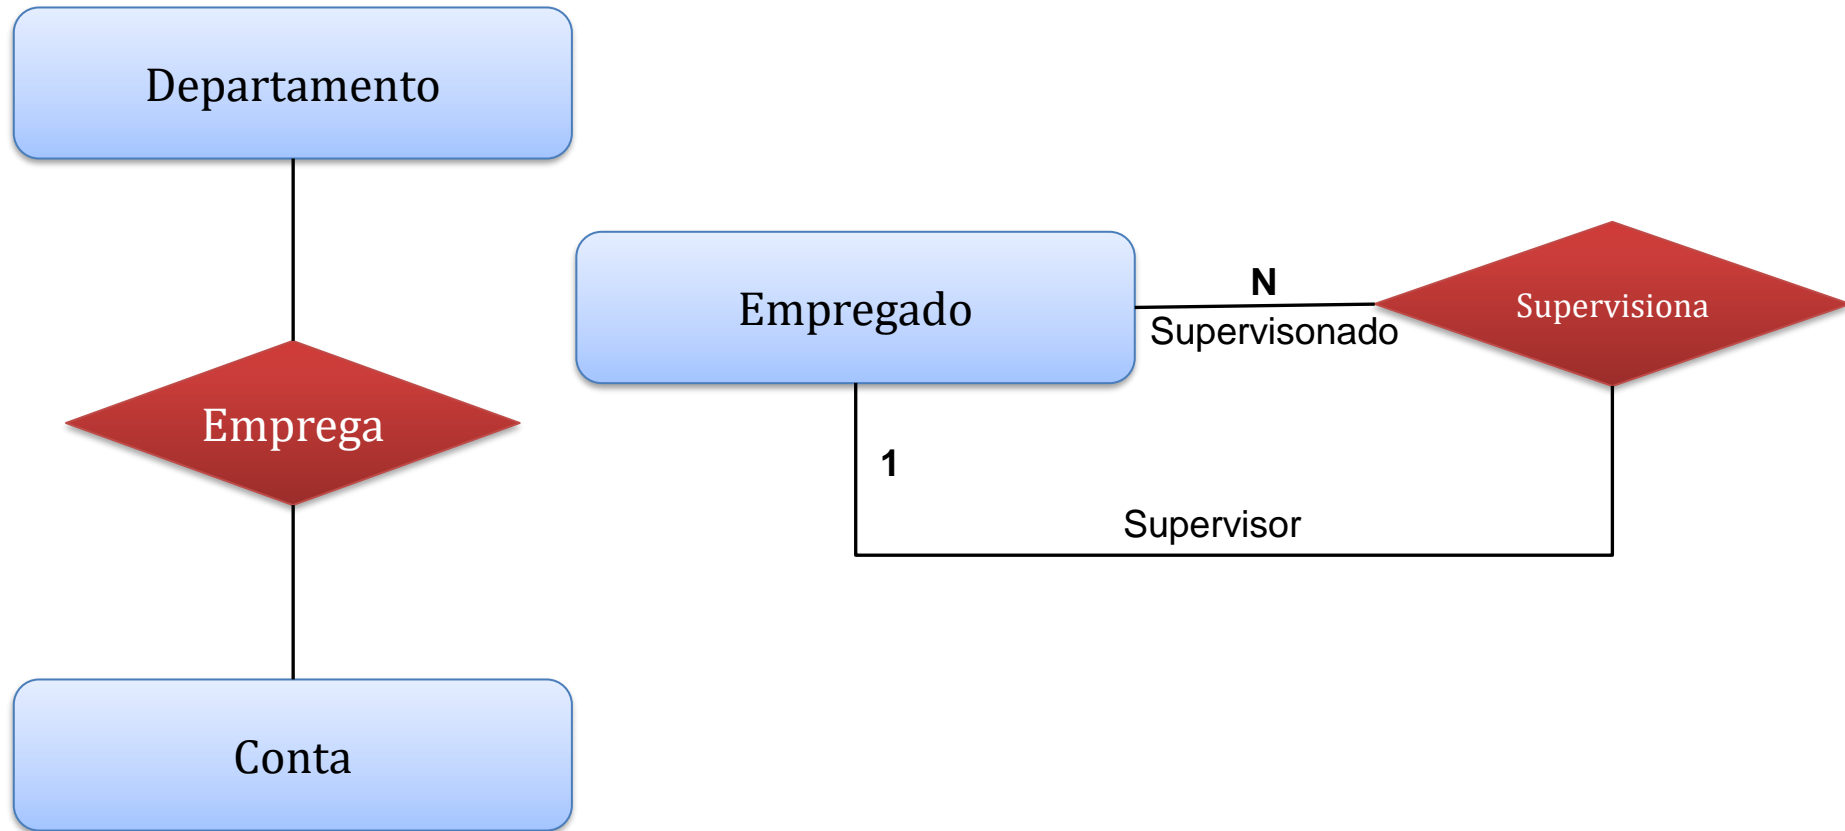 Departamento
Emprega
Conta
Empregado
N
Supervisonado
Supervisiona
1
Supervisor